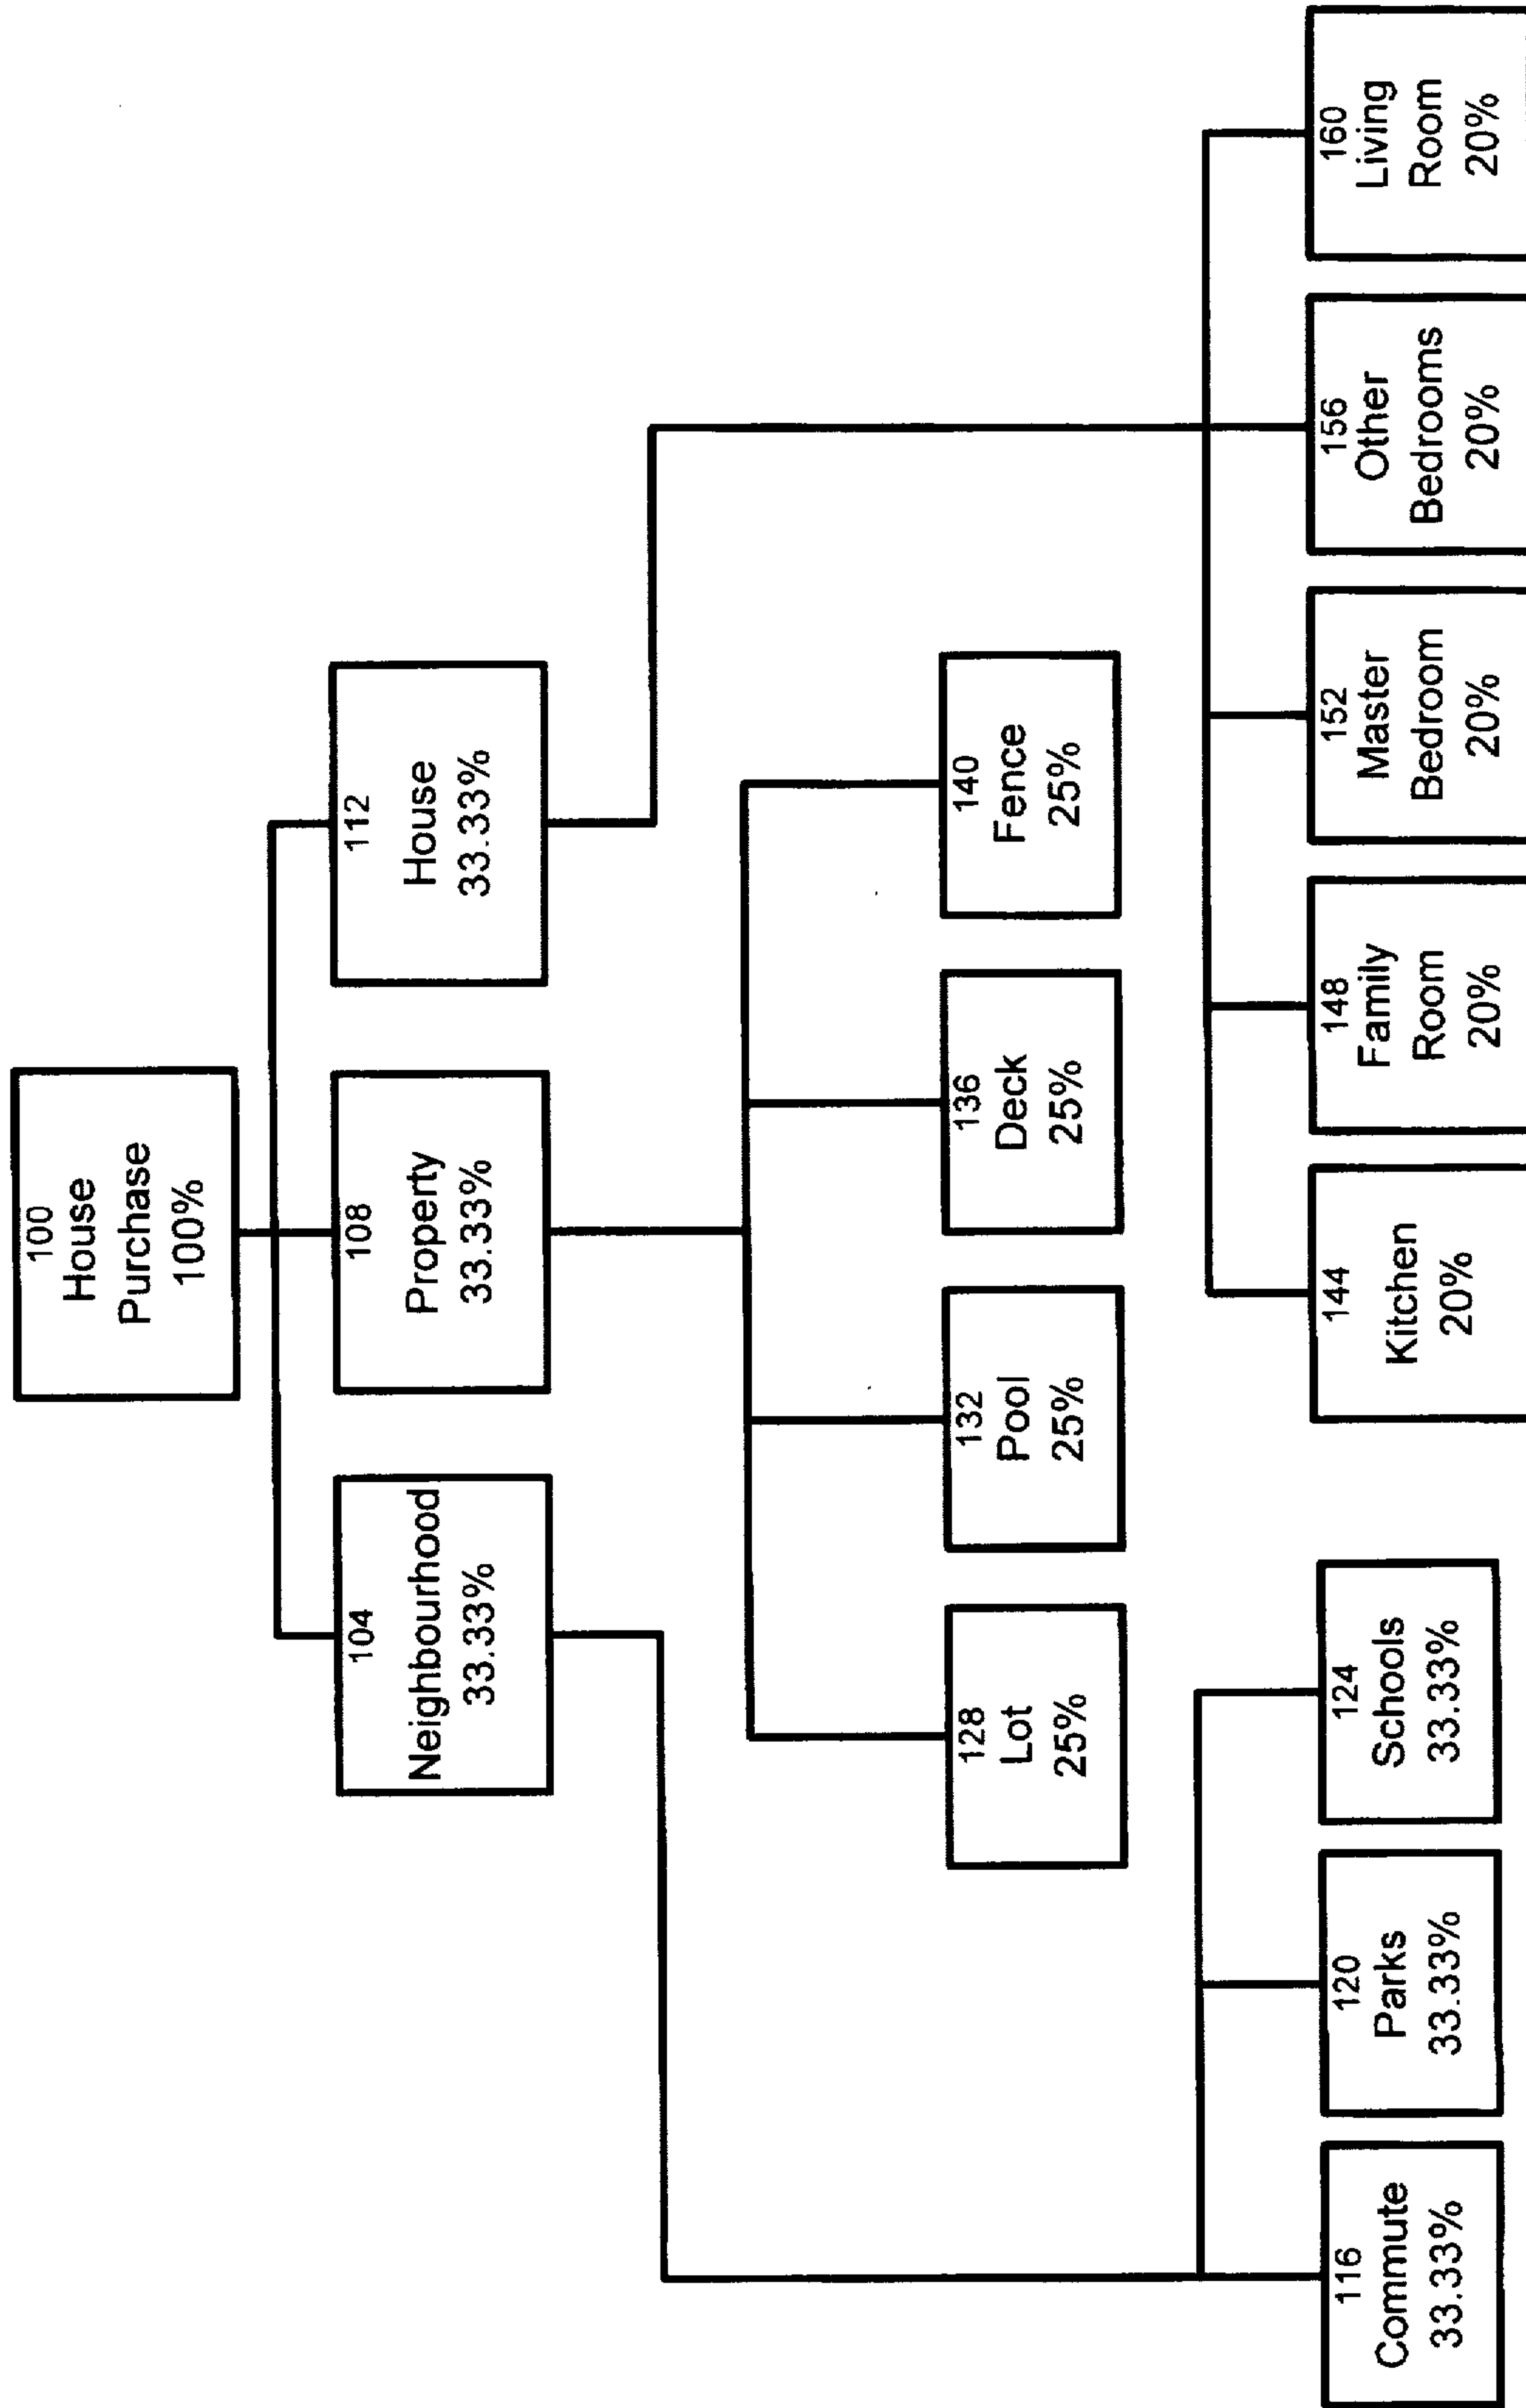 100
House
Purchase
100%
104
Neighbourhood
33.33%
108
Property
33.33%
112
House
33.33%
128
Lot
25%
132
Pool
25%
136
Deck
25%
140
Fence
25%
116
Commute
33.33%
120
Parks
33.33%
124
Schools
33.33%
144
Kitchen
20%
148
Family
Room
20%
152
Master
Bedroom
20%
156
Other
Bedrooms
20%
160
Living
Room
20%